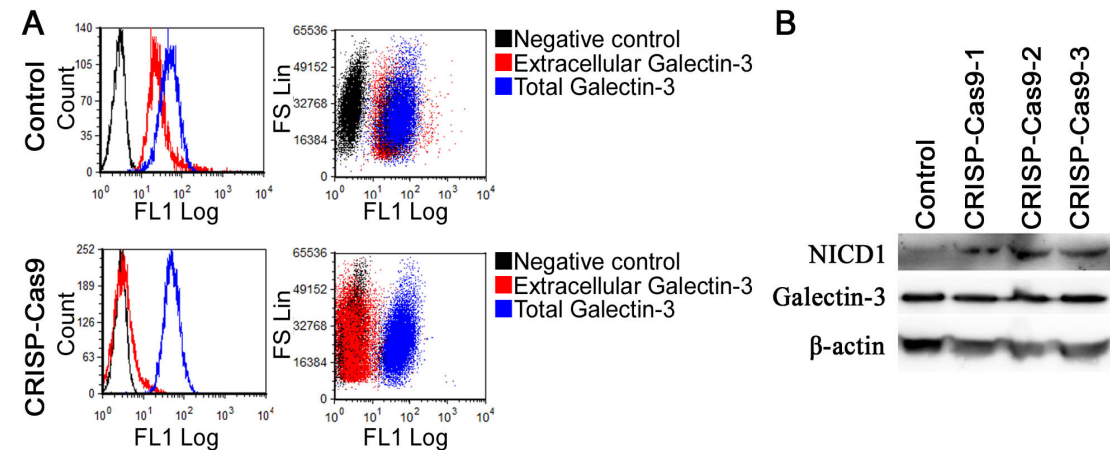 A
Control
Count
140
105
70
35
0
10^0 10^1 10^2 10^3 10^4
FL1 Log
FS Lin
65536
49152
32768
16384
0
10^0 10^1 10^2 10^3 10^4
FL1 Log
Negative control
Extracellular Galectin-3
Total Galectin-3
CRISP-Cas9
Count
252
189
126
63
0
10^0 10^1 10^2 10^3 10^4
FL1 Log
FS Lin
65536
49152
32768
16384
0
10^0 10^1 10^2 10^3 10^4
FL1 Log
Negative control
Extracellular Galectin-3
Total Galectin-3
B
Control
CRISP-Cas9-1
CRISP-Cas9-2
CRISP-Cas9-3
NICD1
Galectin-3
β-actin